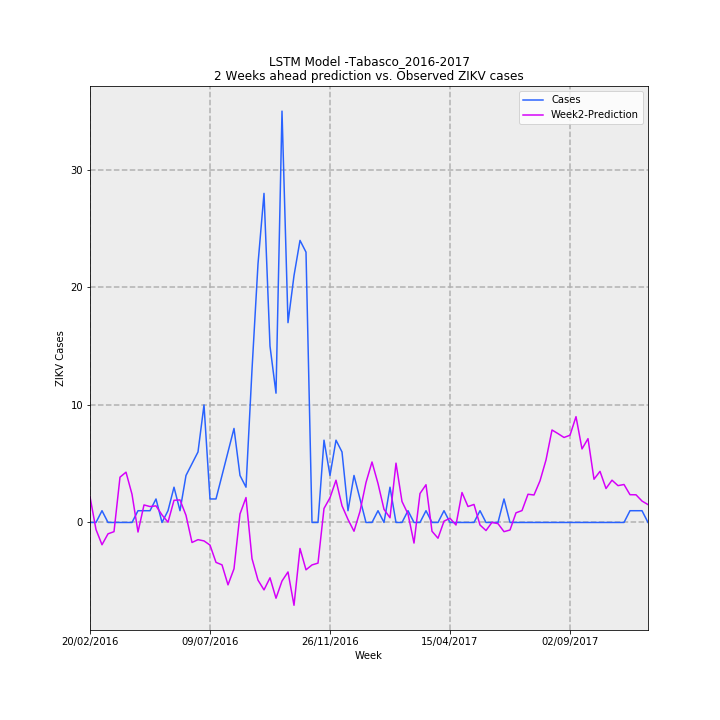 LSTM Model -Tabasco_2016-2017
2 Weeks ahead prediction vs. Observed ZIKV cases
Cases
Week2-Prediction
30
20
10
0
ZIKV Cases
20/02/2016
09/07/2016
26/11/2016
15/04/2017
02/09/2017
Week